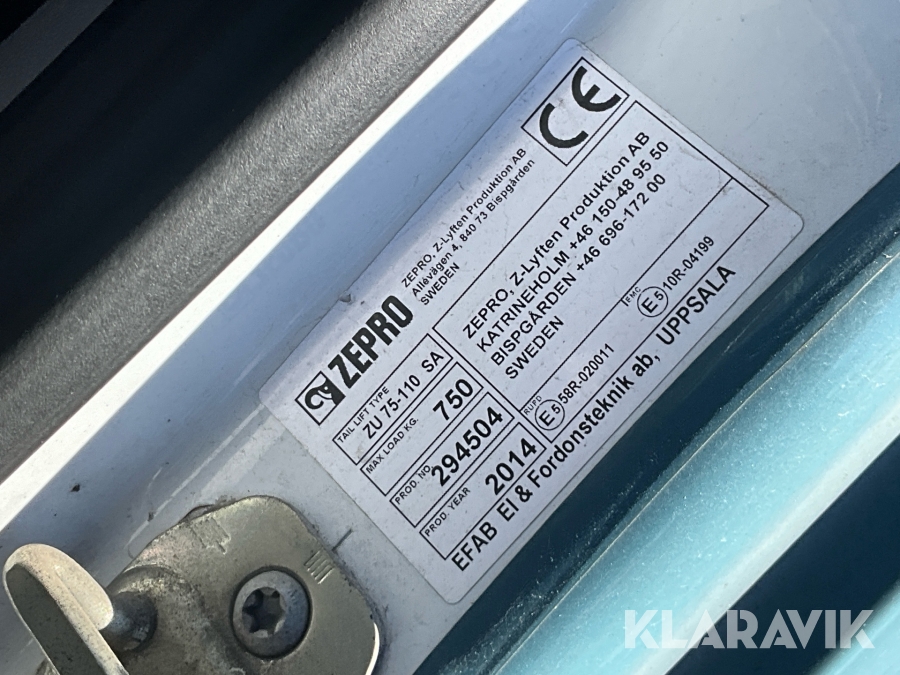 ZEPRO
ZEPRO, Z-Lyften Produktion AB
Allévägen 4, 840 73 Bispgården
SWEDEN
CE
TAIL LIFT TYPE
ZU 75-110 SA
MAX LOAD KG.
750
PROD. NO
294504
PROD. YEAR
2014
ZEPRO, Z-Lyften Produktion AB
KATRINEHOLM +46 150-48 95 50
BISPGÅRDEN +46 696-172 00
SWEDEN
RUPD
E5 58R-020011
EMC
E5 10R-04199
EFAB El & Fordonsteknik ab, UPPSALA
KLARAVIK